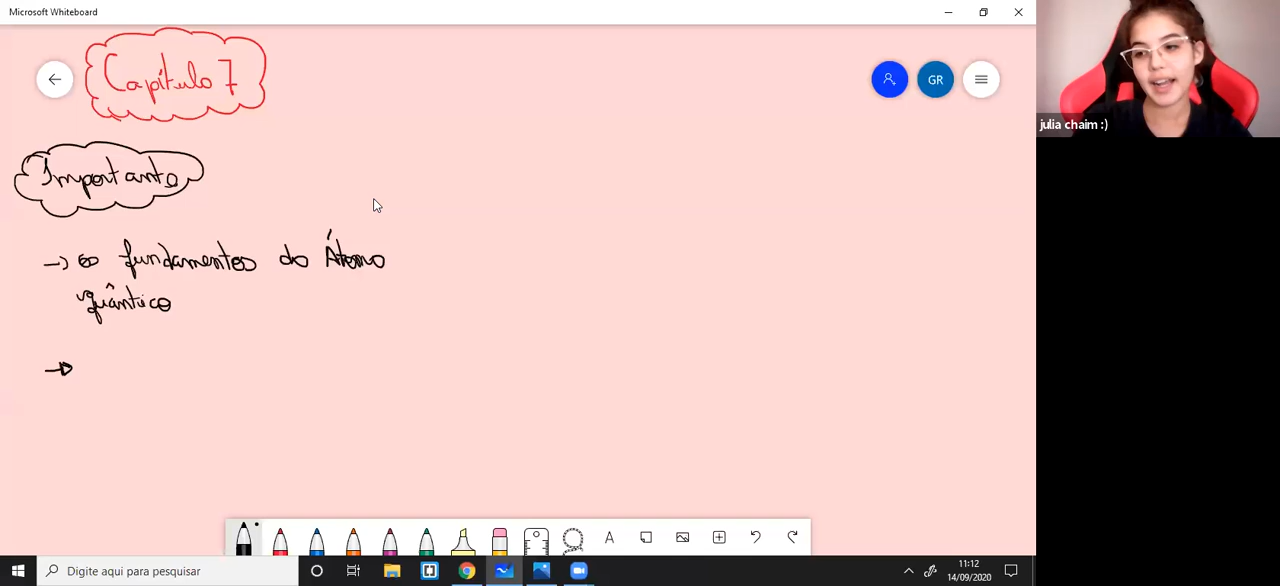 Microsoft Whiteboard
Capítulo 7
GR
julia chaim :)
Importante
→ os fundamentos do Átomo
quântico
→
A
Digite aqui para pesquisar
11:12
14/09/2020